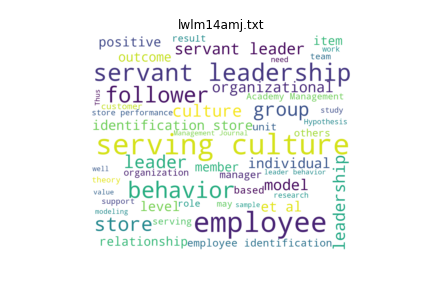 lwlm14amj.txt
positive
result
servant leader
item
work
outcome
need
team
servant leadership
Thus
follower
organizational
Academy Management
customer
store performance
culture
group
study
Hypothesis
identification store
unit
others
Management Journal
serving culture
leader
member
individual
leadership
well
organization
manager
leader behavior
theory
behavior
based
model
research
value
support
level
role
may
sample
et al
modeling
store
serving
employee
relationship
employee identification